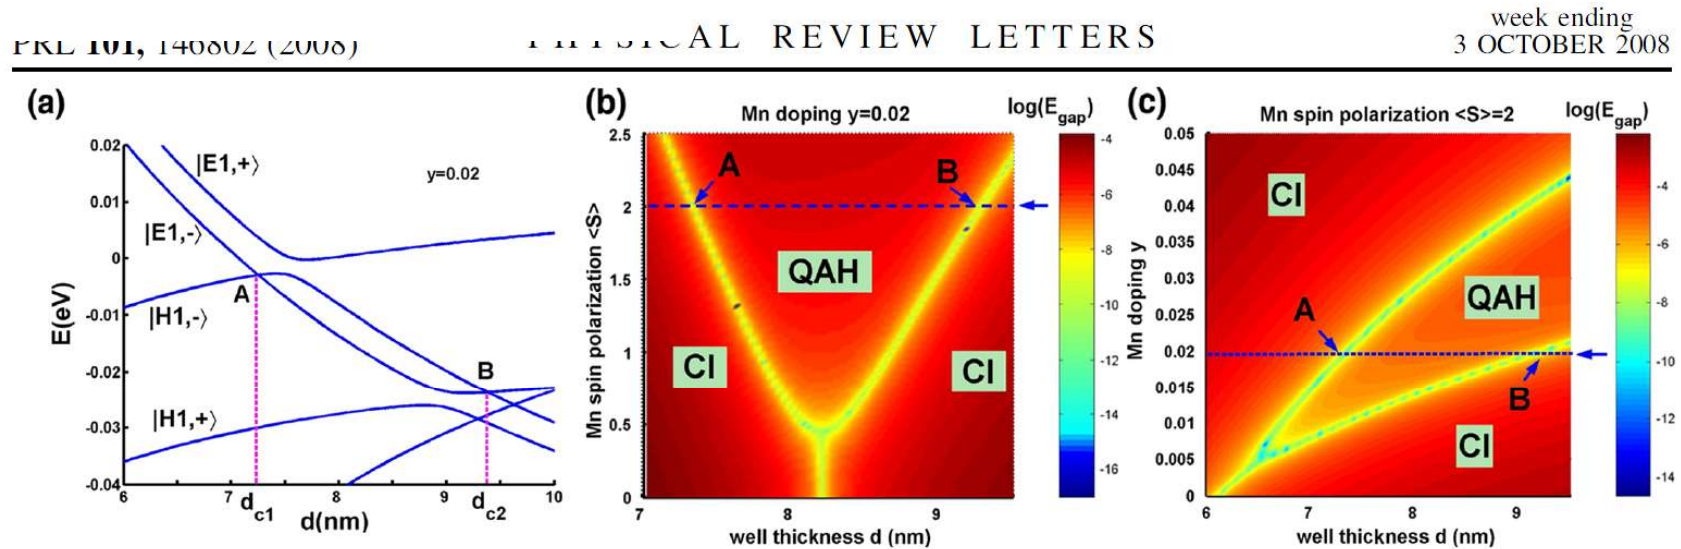 week ending
PRL 101, 146802 (2008)
PHYSICAL REVIEW LETTERS
3 OCTOBER 2008
(a)
0.02
0.01
0
-0.01
-0.02
-0.03
-0.04
E(eV)
|E1,+⟩
y=0.02
|E1,-⟩
A
|H1,-⟩
B
|H1,+⟩
6
7
8
9
10
d_c1
d(nm)
d_c2
(b)
Mn doping y=0.02
log(E_gap)
2.5
2
1.5
1
0.5
0
Mn spin polarization <S>
A
B
QAH
CI
CI
7
8
9
well thickness d (nm)
-4
-6
-8
-10
-12
-14
-16
(c)
Mn spin polarization <S>=2
log(E_gap)
0.05
0.045
0.04
0.035
0.03
0.025
0.02
0.015
0.01
0.005
0
Mn doping y
CI
A
QAH
B
CI
6
7
8
9
well thickness d (nm)
-4
-6
-8
-10
-12
-14